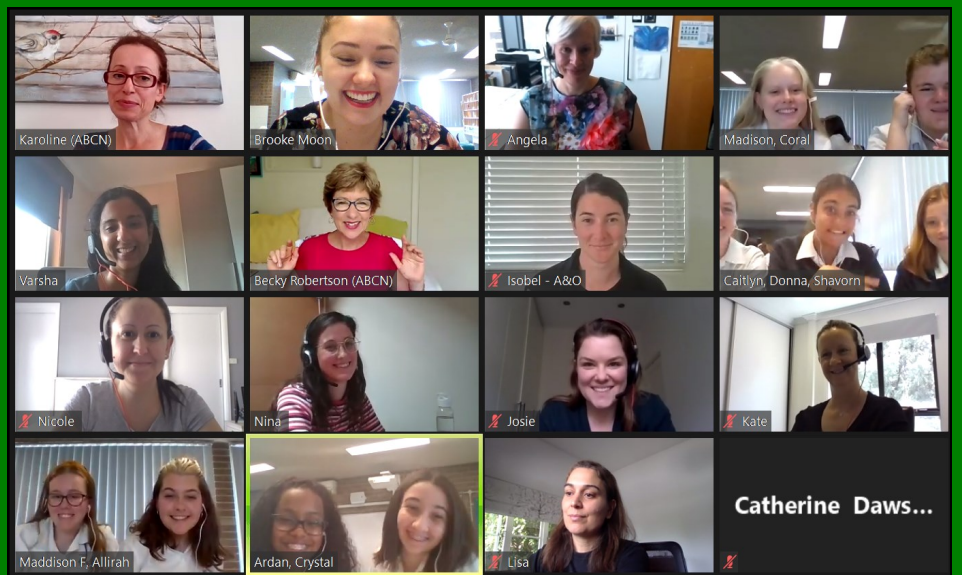 Karoline (ABCN)
Brooke Moon
Angela
Madison, Coral
Varsha
Becky Robertson (ABCN)
Isobel - A&O
Caitlyn, Donna, Shavorn
Nicole
Nina
Josie
Kate
Maddison F, Allirah
Ardan, Crystal
Lisa
Catherine Daws...